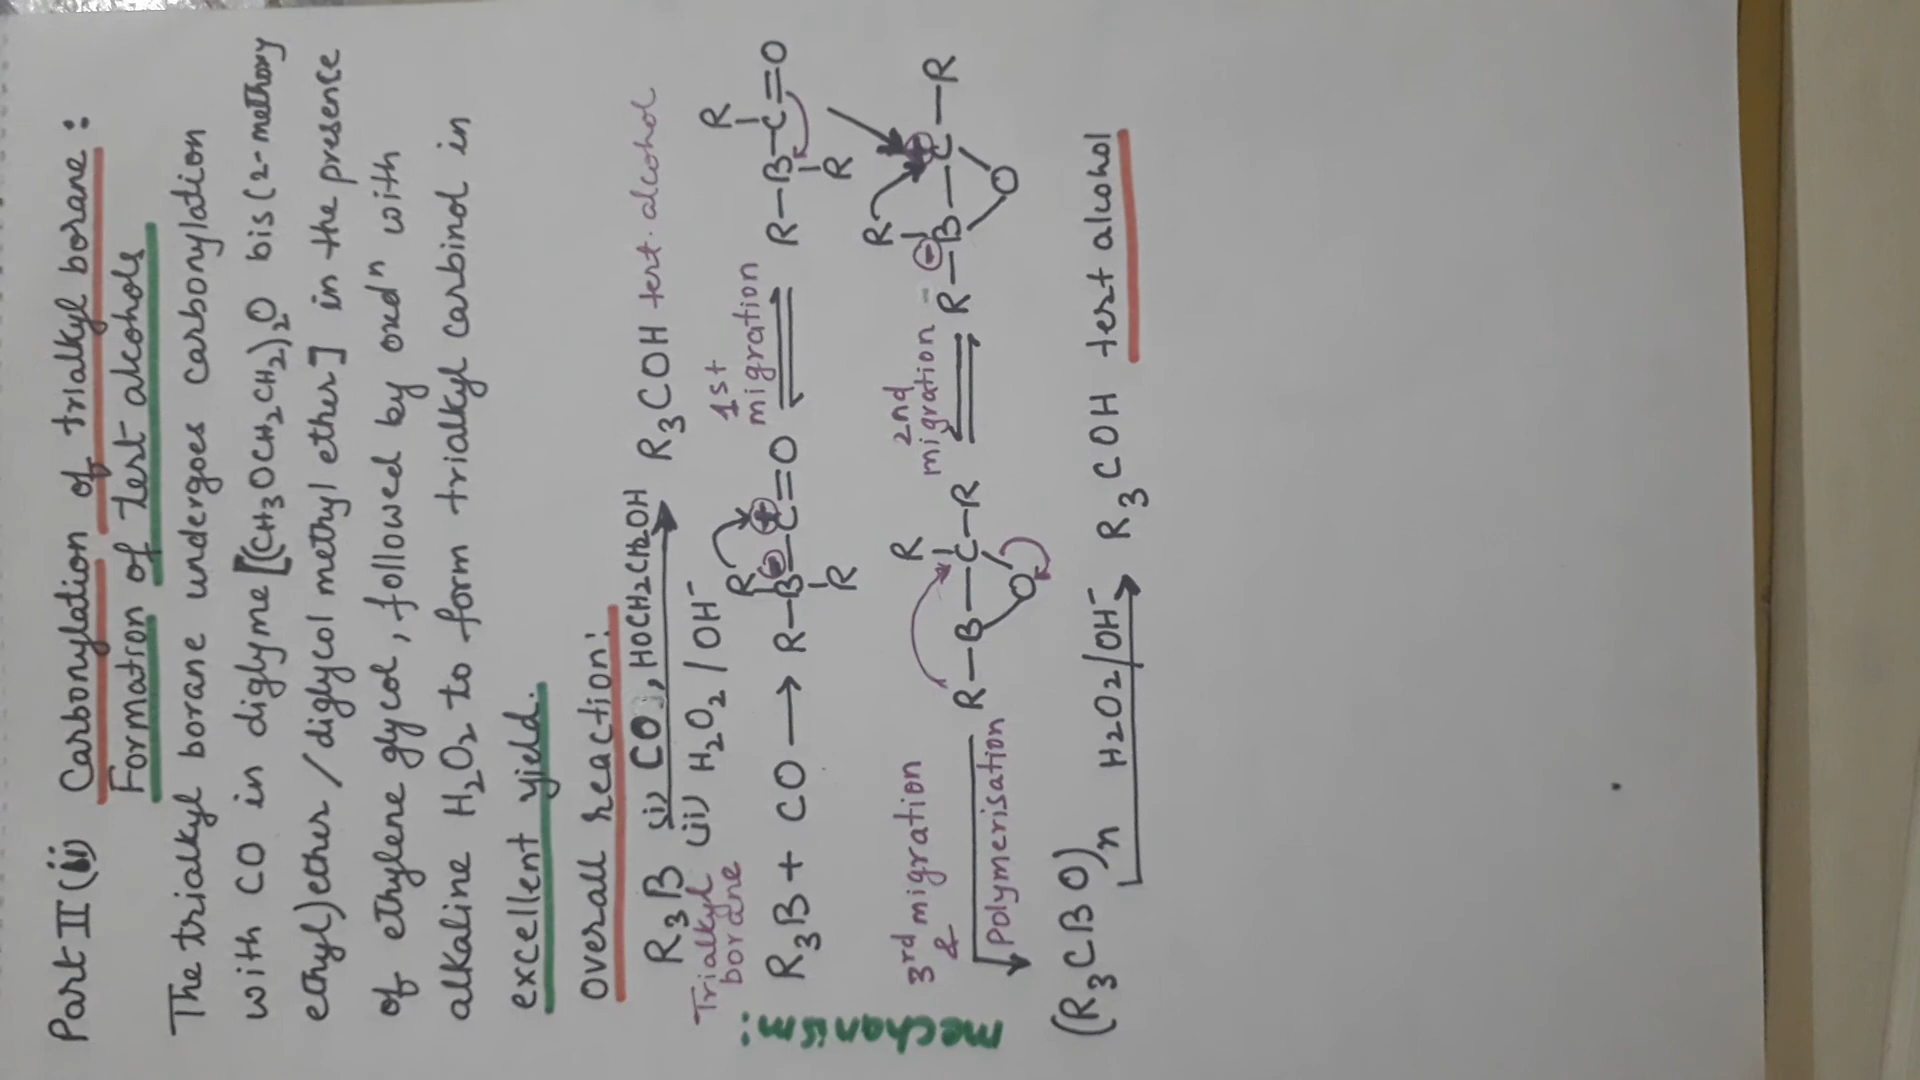 Part II (ii) Carbonylation of trialkyl borane:
Formation of tert alcohols
The trialkyl borane undergoes carbonylation
with CO in diglyme [(CH3OCH2CH2)2O bis (2-methoxy
ethyl) ether / diglycol methyl ether] in the presence
of ethylene glycol, followed by oxdn with
alkaline H2O2 to form trialkyl carbinol in
excellent yield.
Overall reaction:
R3B (i) CO, HOCH2CH2OH R3COH tert. alcohol
Trialkyl borane (ii) H2O2 / OH-
mechanism:
R3B + CO → R-B-C=O 1st migration R-B-C=O
R R R R
⊖ ⊕
3rd migration & Polymerisation R-B-C-R 2nd migration R-B-C-R
R O R O
⊖ ⊕
(R3CBO)n H2O2/OH- → R3COH tert alcohol